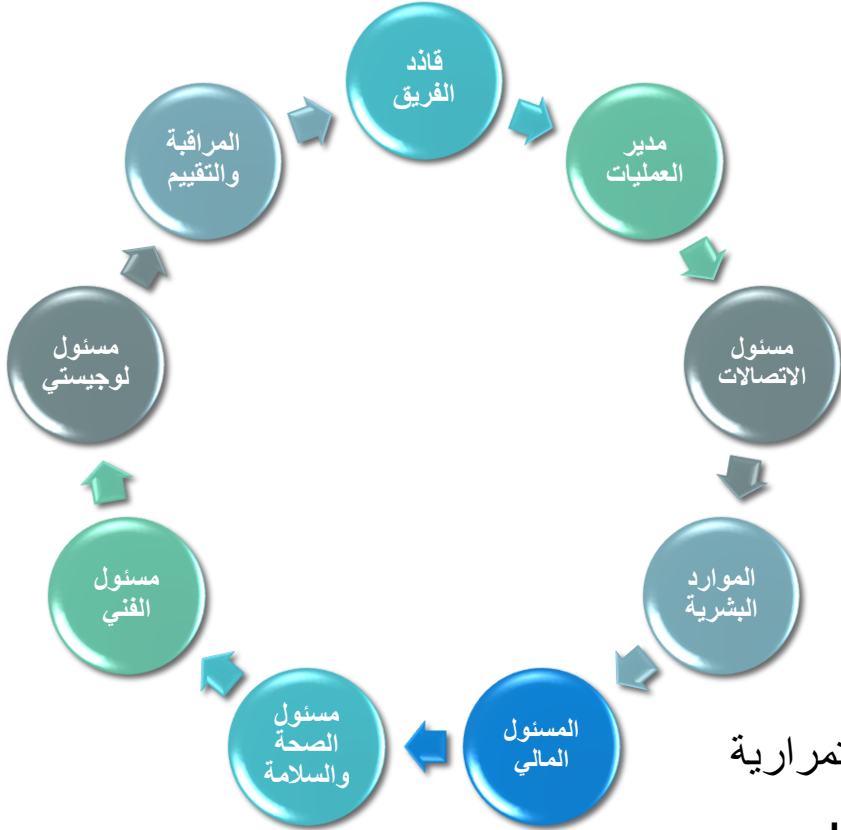 قائد
الفريق
مدير
العمليات
مسئول
الاتصالات
الموارد
البشرية
المسئول
المالي
مسئول
الصحة
والسلامة
مسئول
الفني
مسئول
لوجيستي
المراقبة
والتقييم
تمرارية